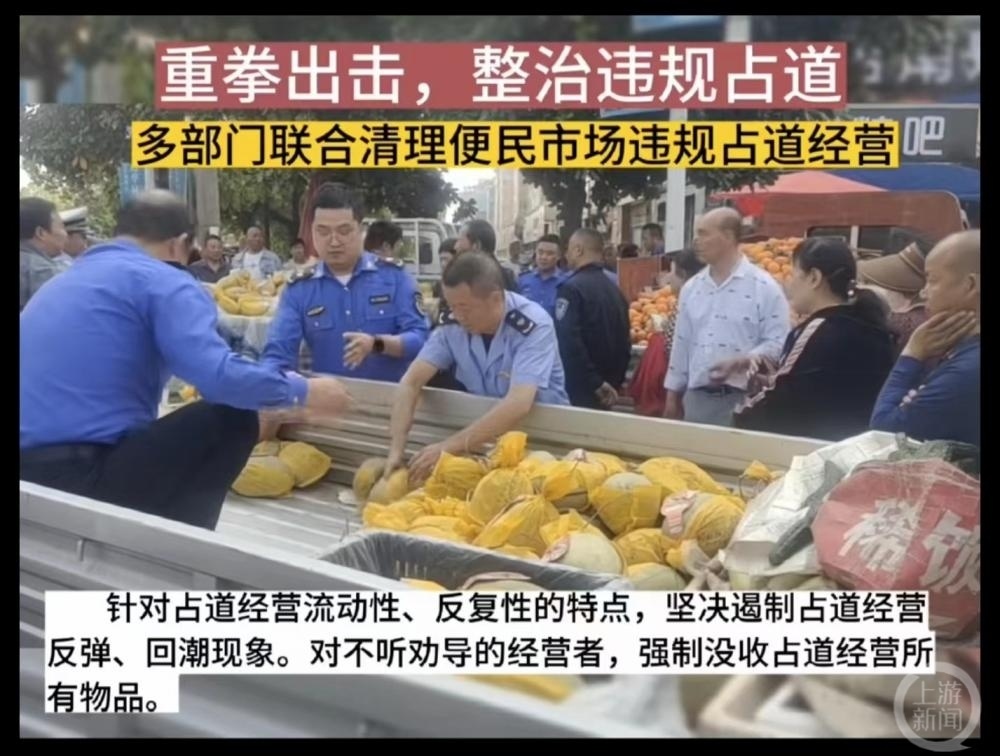 重拳出击，整治违规占道
多部门联合清理便民市场违规占道经营
吧
稀饭
针对占道经营流动性、反复性的特点，坚决遏制占道经营
反弹、回潮现象。对不听劝导的经营者，强制没收占道经营所
有物品。
上游
新闻